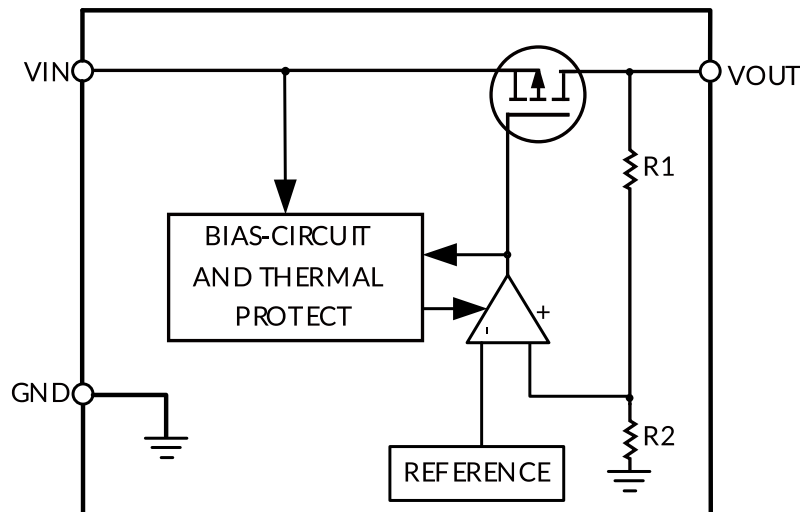 VIN
VOUT
R1
BIAS-CIRCUIT
AND THERMAL
PROTECT
+
-
GND
R2
REFERENCE